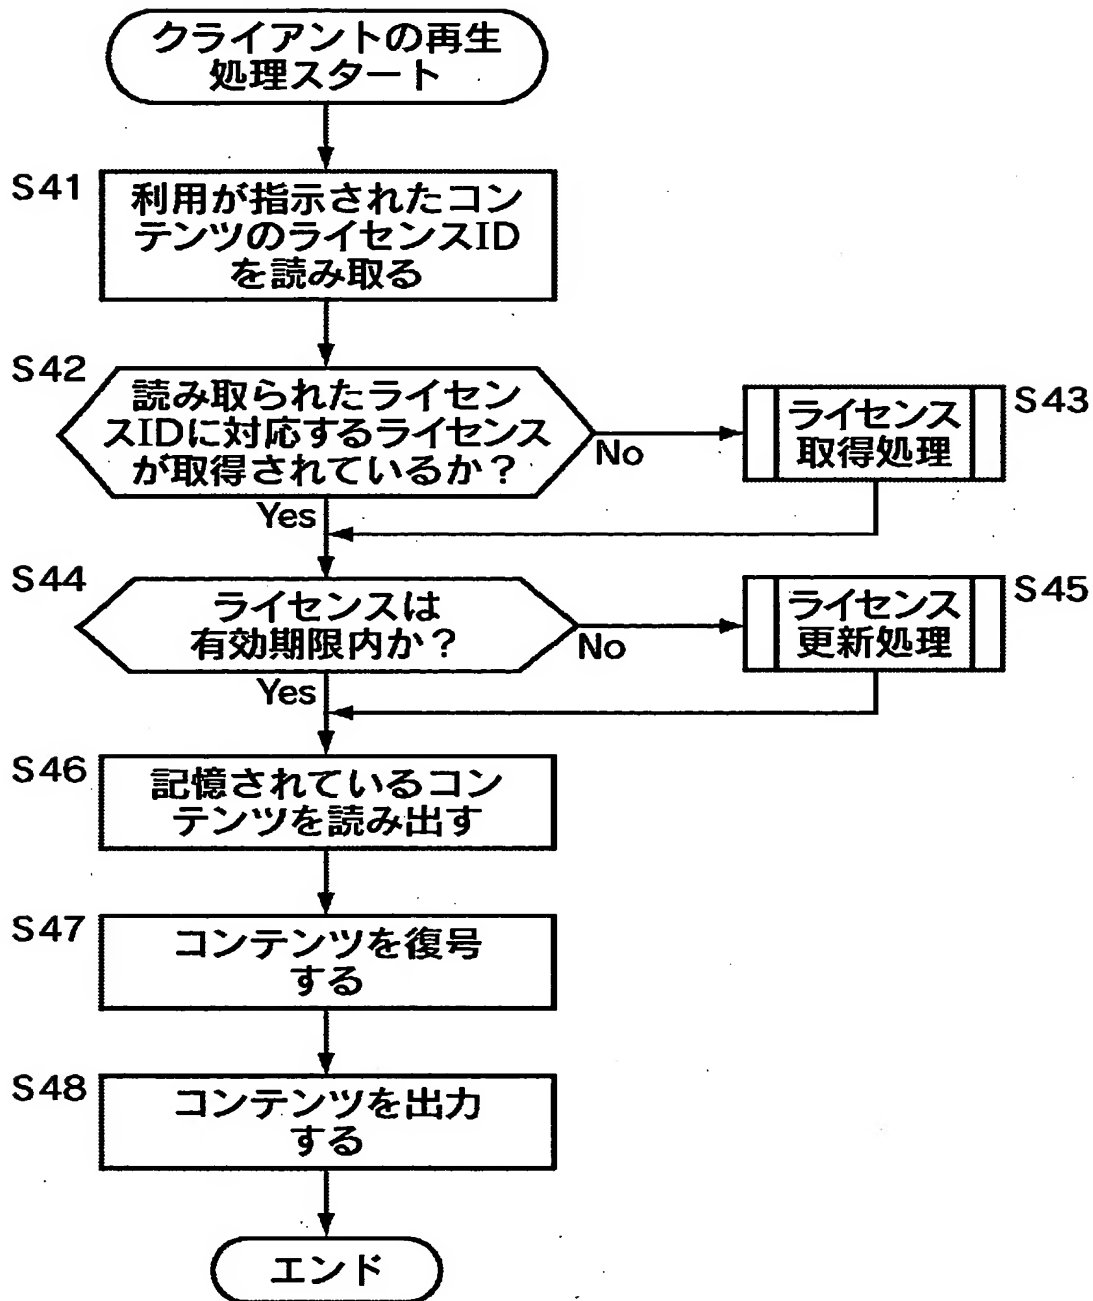 クライアントの再生
処理スタート
S41
利用が指示されたコン
テンツのライセンスID
を読み取る
S42
読み取られたライセン
スIDに対応するライセンス
が取得されているか？
No
ライセンス
取得処理
S43
Yes
S44
ライセンスは
有効期限内か？
No
ライセンス
更新処理
S45
Yes
S46
記憶されているコン
テンツを読み出す
S47
コンテンツを復号
する
S48
コンテンツを出力
する
エンド